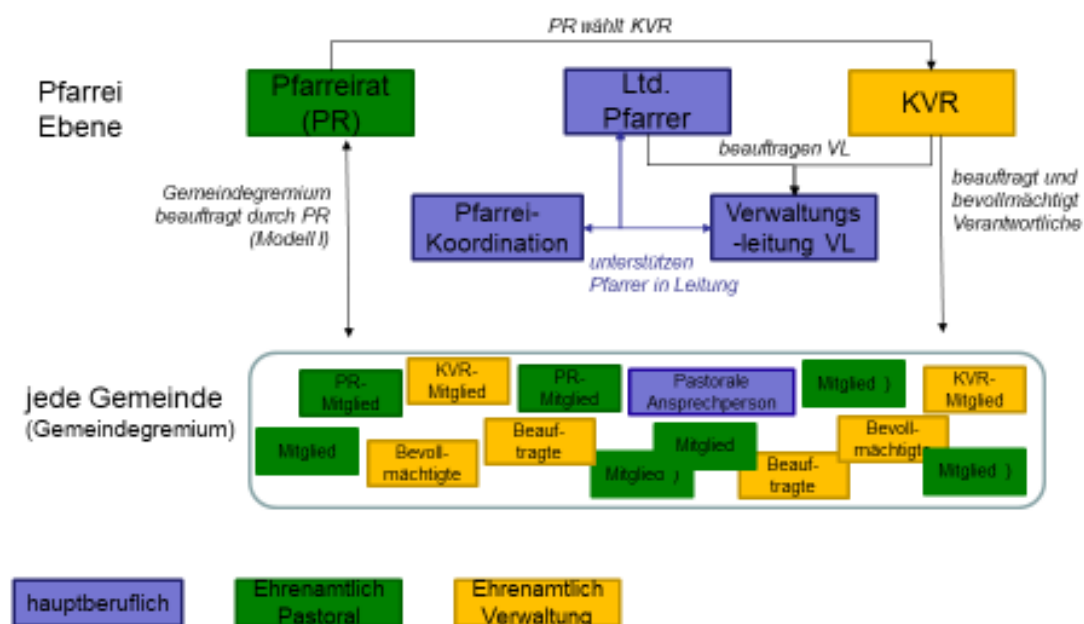 PR wählt KVR
Pfarrei
Ebene
Pfarreirat
(PR)
Ltd.
Pfarrer
KVR
beauftragen VL
Gemeindegremium
beauftragt durch PR
(Modell I)
beauftragt und
bevollmächtigt
Verantwortliche
Pfarrei-
Koordination
Verwaltungs
-leitung VL
unterstützen
Pfarrer in Leitung
jede Gemeinde
(Gemeindegremium)
PR-
Mitglied
KVR-
Mitglied
PR-
Mitglied
Pastorale
Ansprechperson
Mitglied )
KVR-
Mitglied
Mitglied
Bevoll-
mächtigte
Beauf-
tragte
Mitglied )
Mitglied
Beauf-
tragte
Bevoll-
mächtigte
Mitglied )
hauptberuflich
Ehrenamtlich
Pastoral
Ehrenamtlich
Verwaltung